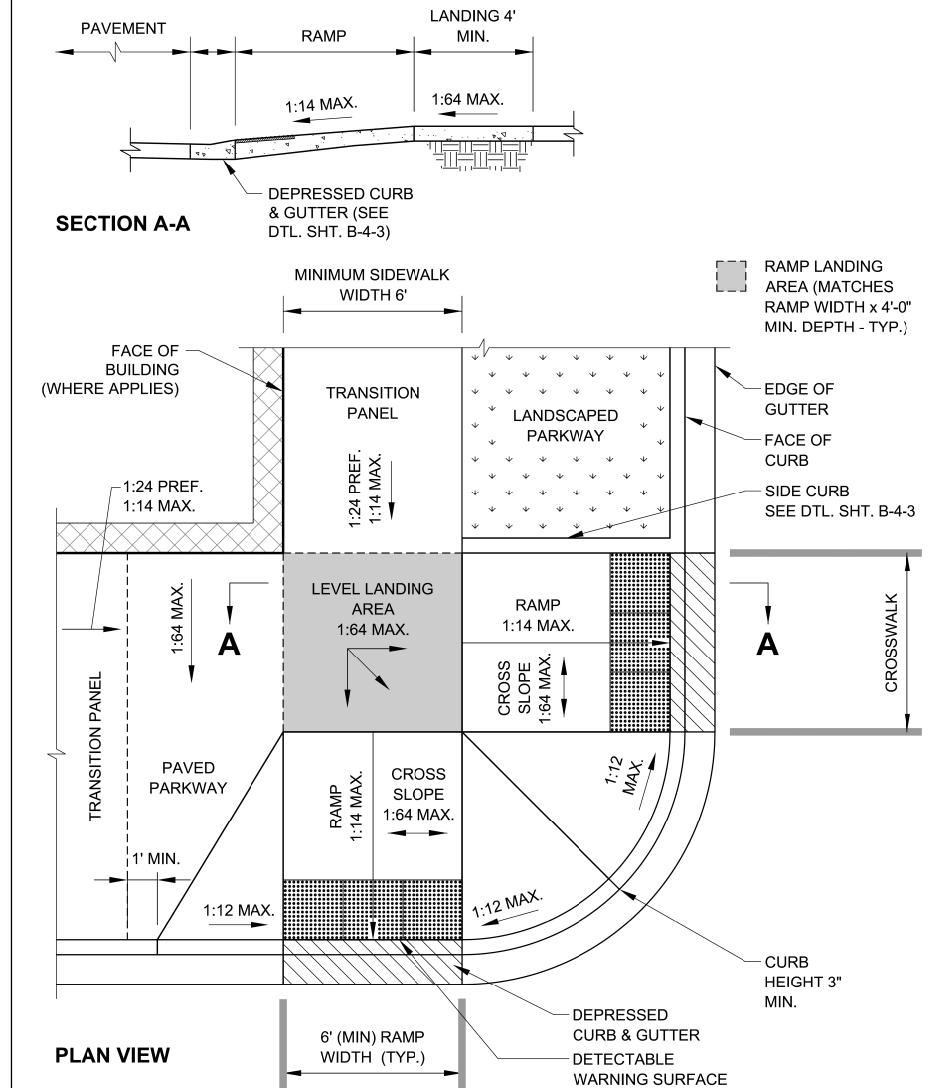 PAVEMENT
RAMP
LANDING 4'
MIN.
1:14 MAX.
1:64 MAX.
DEPRESSED CURB
& GUTTER (SEE
DTL. SHT. B-4-3)
SECTION A-A
MINIMUM SIDEWALK
WIDTH 6'
RAMP LANDING
AREA (MATCHES
RAMP WIDTH x 4'-0"
MIN. DEPTH - TYP.)
FACE OF
BUILDING
(WHERE APPLIES)
TRANSITION
PANEL
1:24 PREF.
1:14 MAX.
LANDSCAPED
PARKWAY
EDGE OF
GUTTER
FACE OF
CURB
SIDE CURB
SEE DTL. SHT. B-4-3
1:24 PREF.
1:14 MAX.
1:64 MAX.
A
LEVEL LANDING
AREA
1:64 MAX.
RAMP
1:14 MAX.
CROSS
SLOPE
1:64 MAX.
A
CROSSWALK
TRANSITION PANEL
PAVED
PARKWAY
RAMP
1:14 MAX.
CROSS
SLOPE
1:64 MAX.
1:12
MAX.
1' MIN.
1:12 MAX.
1:12 MAX.
CURB
HEIGHT 3"
MIN.
DEPRESSED
CURB & GUTTER
DETECTABLE
WARNING SURFACE
6' (MIN) RAMP
WIDTH (TYP.)
PLAN VIEW